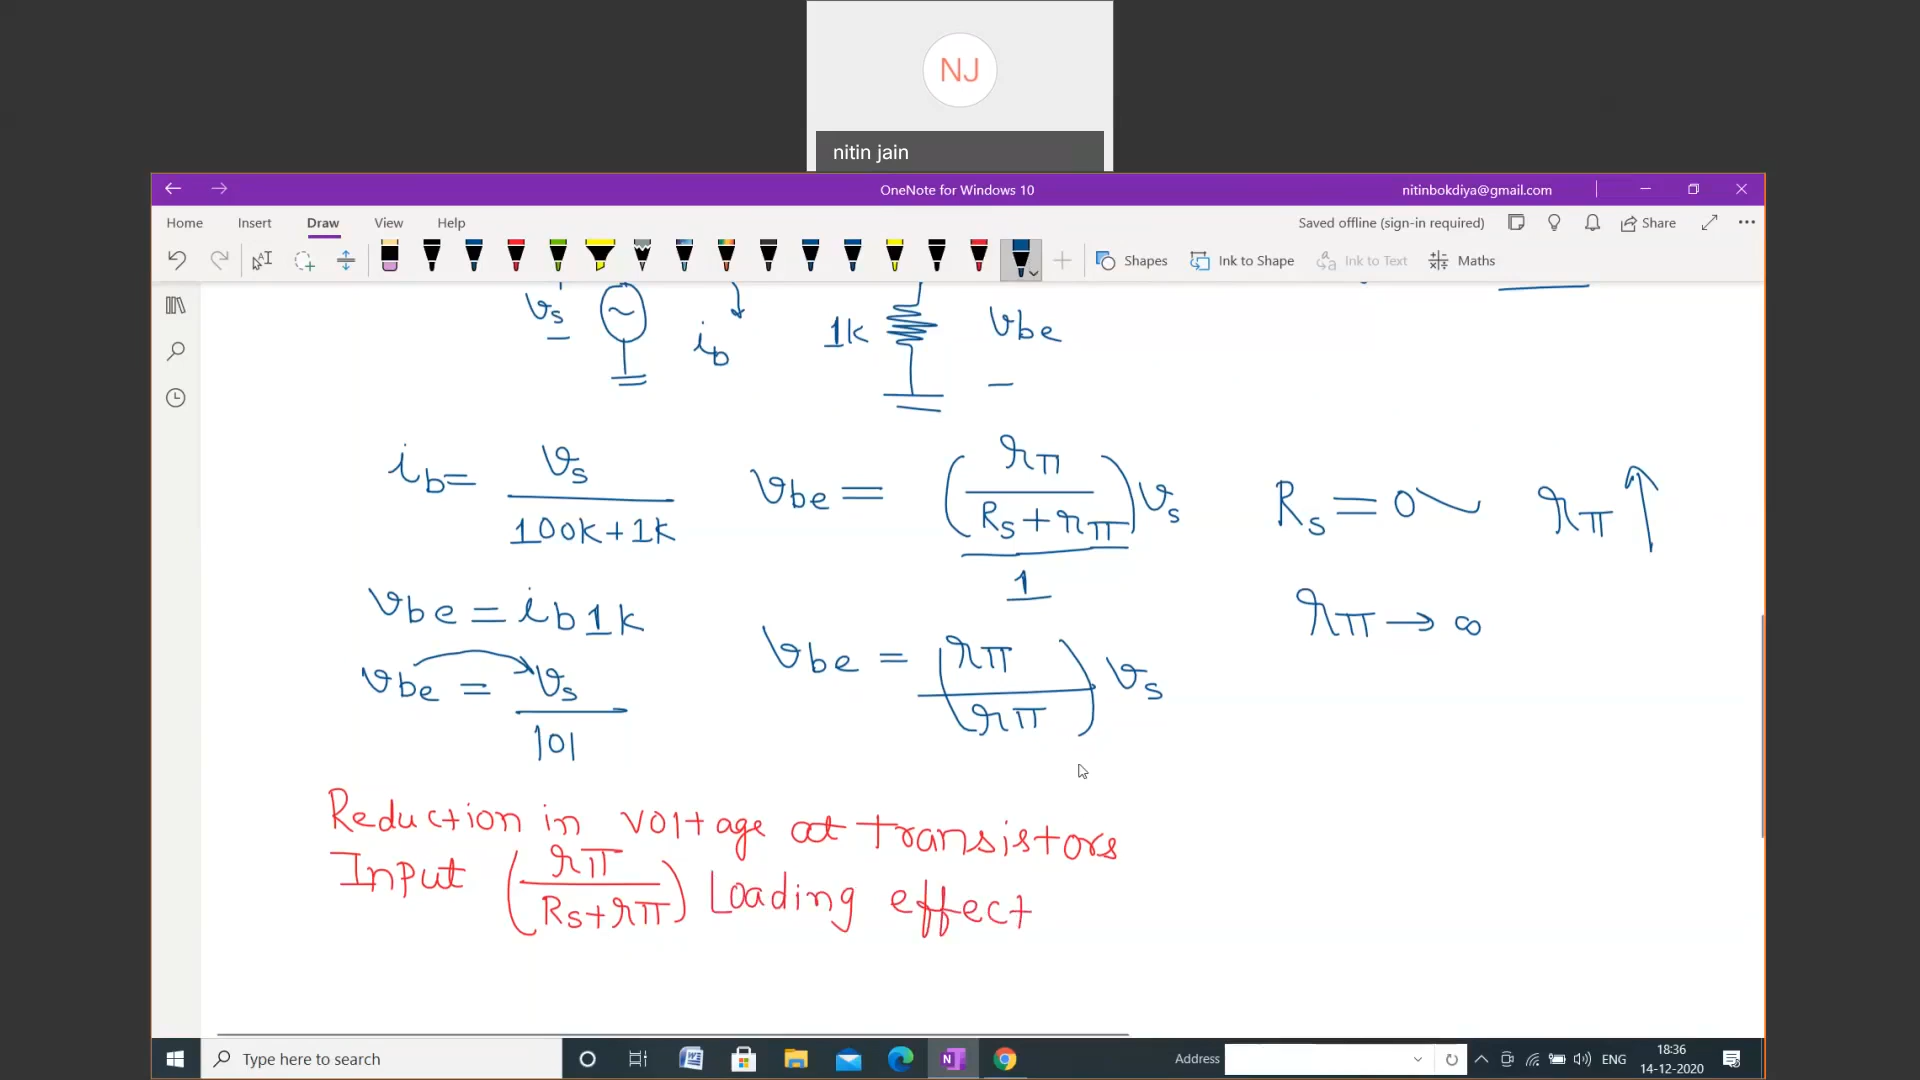 NJ
nitin jain
OneNote for Windows 10
nitinbokdiya@gmail.com
Home Insert Draw View Help
Saved offline (sign-in required)
Share
Shapes
Ink to Shape
Ink to Text
Maths
vs
ib
1k
vbe
ib = vs / 100k+1k
vbe = (rπ / Rs+rπ) vs
1
Rs = 0
rπ ↑
vbe = ib 1k
rπ → ∞
vbe = vs / 101
vbe = (rπ / rπ) vs
Reduction in voltage at transistors
Input (rπ / Rs+rπ) Loading effect
Type here to search
Address
ENG
18:36
14-12-2020